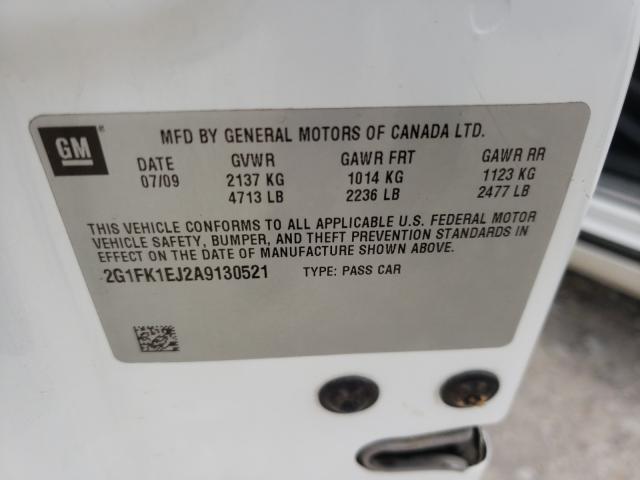 GM
MFD BY GENERAL MOTORS OF CANADA LTD.
DATE GVWR GAWR FRT GAWR RR
07/09 2137 KG 1014 KG 1123 KG
4713 LB 2236 LB 2477 LB
THIS VEHICLE CONFORMS TO ALL APPLICABLE U.S. FEDERAL MOTOR
VEHICLE SAFETY, BUMPER, AND THEFT PREVENTION STANDARDS IN
EFFECT ON THE DATE OF MANUFACTURE SHOWN ABOVE.
2G1FK1EJ2A9130521 TYPE: PASS CAR